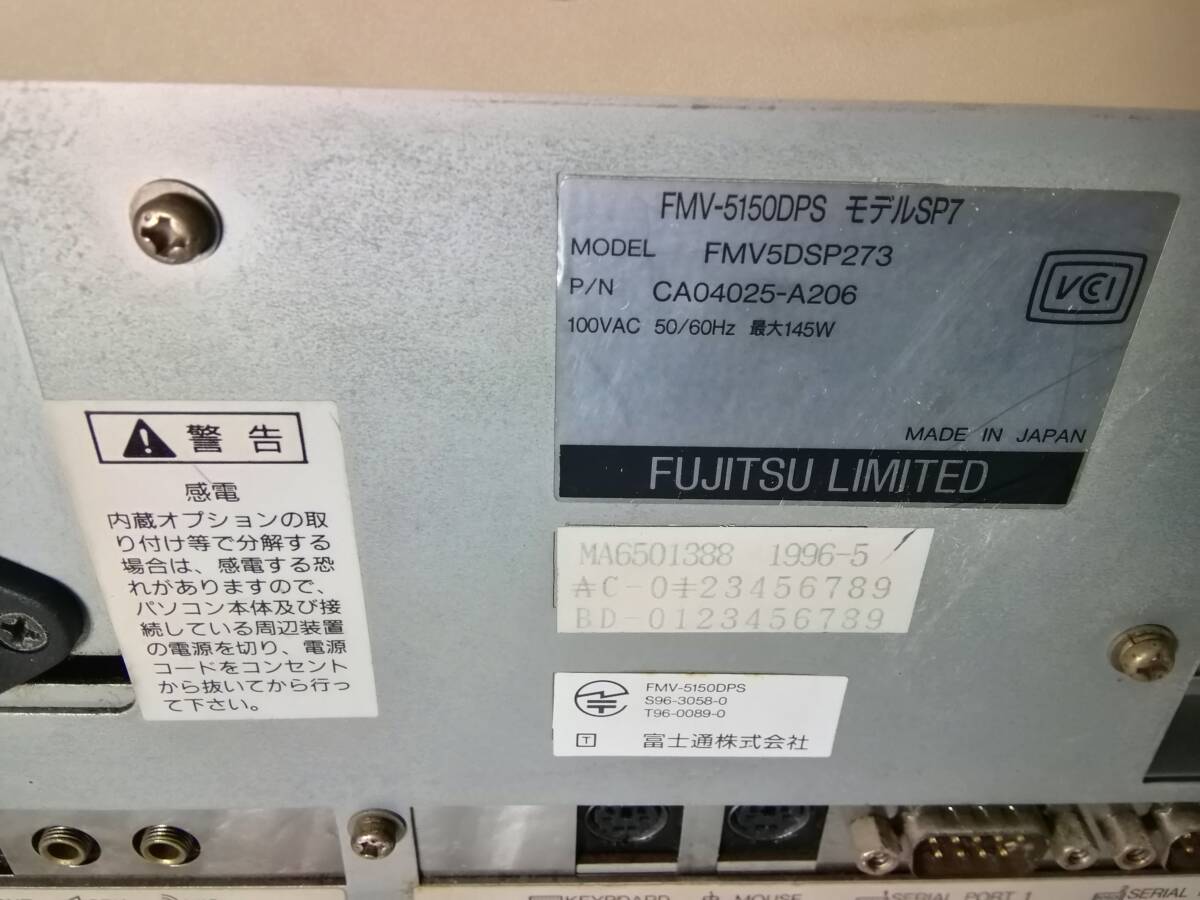 FMV-5150DPS モデルSP7
MODEL FMV5DSP273
P/N CA04025-A206
100VAC 50/60Hz 最大145W
VCCI
MADE IN JAPAN
FUJITSU LIMITED
警告
感電
内蔵オプションの取
り付け等で分解する
場合は、感電する恐
れがありますので、
パソコン本体及び接
続している周辺装置
の電源を切り、電源
コードをコンセント
から抜いてから行っ
て下さい。
MA6501388 1996-5
AC-0123456789
BD-0123456789
FMV-5150DPS
S96-3058-0
T96-0089-0
T 富士通株式会社
KEYBOARD MOUSE SERIAL PORT 1 SERIAL